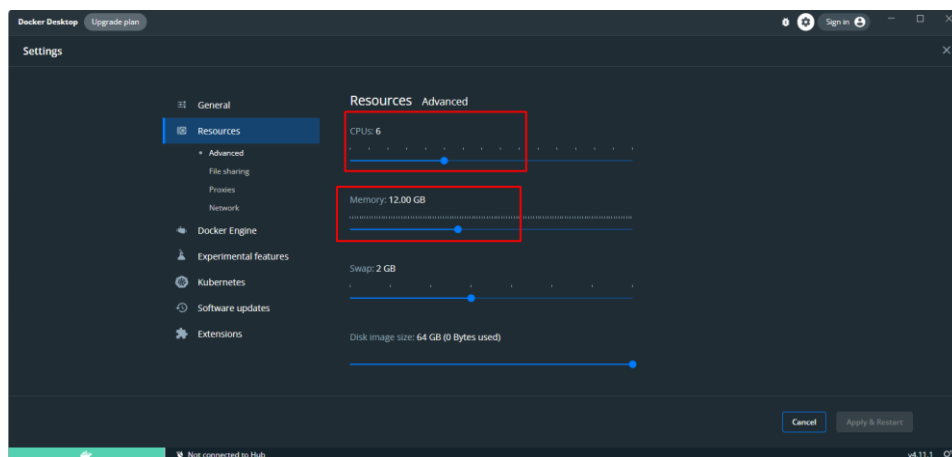 Docker Desktop Upgrade plan Sign in
Settings
General
Resources
Advanced
File sharing
Proxies
Network
Docker Engine
Experimental features
Kubernetes
Software updates
Extensions
Resources Advanced
CPUs: 6
Memory: 12.00 GB
Swap: 2 GB
Disk image size: 64 GB (0 Bytes used)
Cancel Apply & Restart
Not connected to Hub v4.11.1